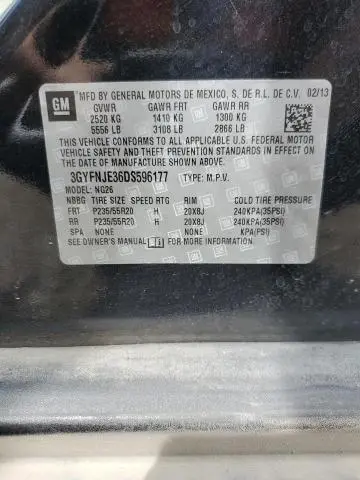 GM
MFD BY GENERAL MOTORS DE MEXICO, S. DE R.L. DE C.V. 02/13
GVWR GAWR FRT GAWR RR
2520 KG 1410 KG 1300 KG
5556 LB 3108 LB 2866 LB
THIS VEHICLE CONFORMS TO ALL APPLICABLE U.S. FEDERAL MOTOR
VEHICLE SAFETY, BUMPER, AND THEFT PREVENTION STANDARDS
IN EFFECT ON THE DATE OF MANUFACTURE SHOWN ABOVE.
3GYFNJE36DS596177 TYPE: M.P.V.
MODEL: NG26
NBBG TIRE SIZE SPEED RTG RIM COLD TIRE PRESSURE
FRT P235/55R20 H 20X8J 240KPA(35PSI)
RR P235/55R20 H 20X8J 240KPA(35PSI)
SPA NONE NONE KPA(PSI)
SEE OWNER'S MANUAL FOR ADDITIONAL INFORMATION.